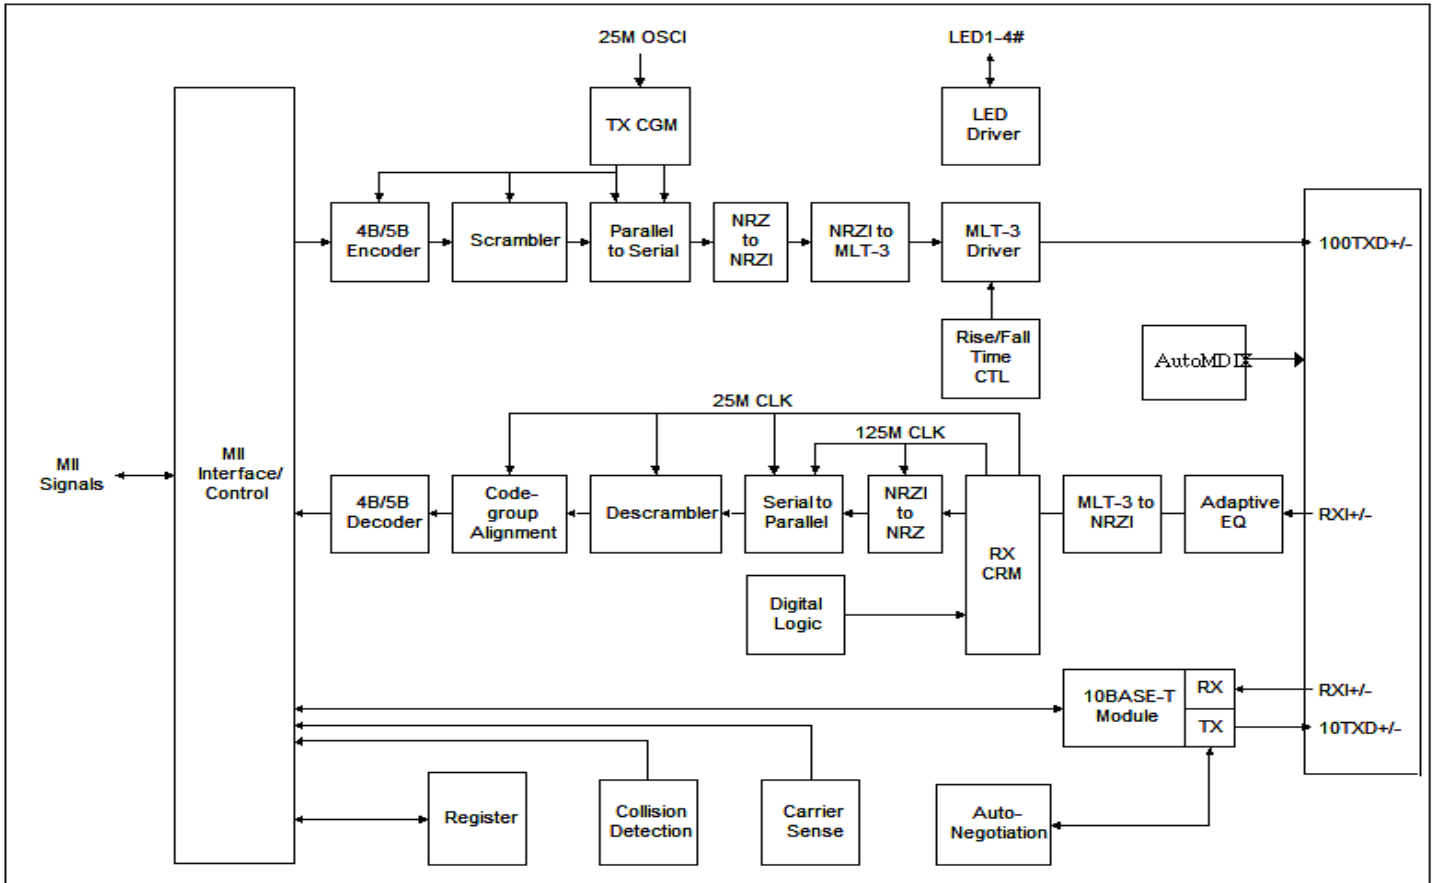 25M OSCI
LED1-4#
TX CGM
LED
Driver
4B/5B
Encoder
Scrambler
Parallel
to Serial
NRZ
to
NRZI
NRZI to
MLT-3
MLT-3
Driver
100TXD+/-
Rise/Fall
Time
CTL
AutoMDIX
25M CLK
125M CLK
MII
Signals
MII
Interface/
Control
4B/5B
Decoder
Code-
group
Alignment
Descrambler
Serial to
Parallel
NRZI
to
NRZ
RX
CRM
MLT-3 to
NRZI
Adaptive
EQ
RXI+/-
Digital
Logic
10BASE-T
Module
RX
TX
RXI+/-
10TXD+/-
Register
Collision
Detection
Carrier
Sense
Auto-
Negotiation